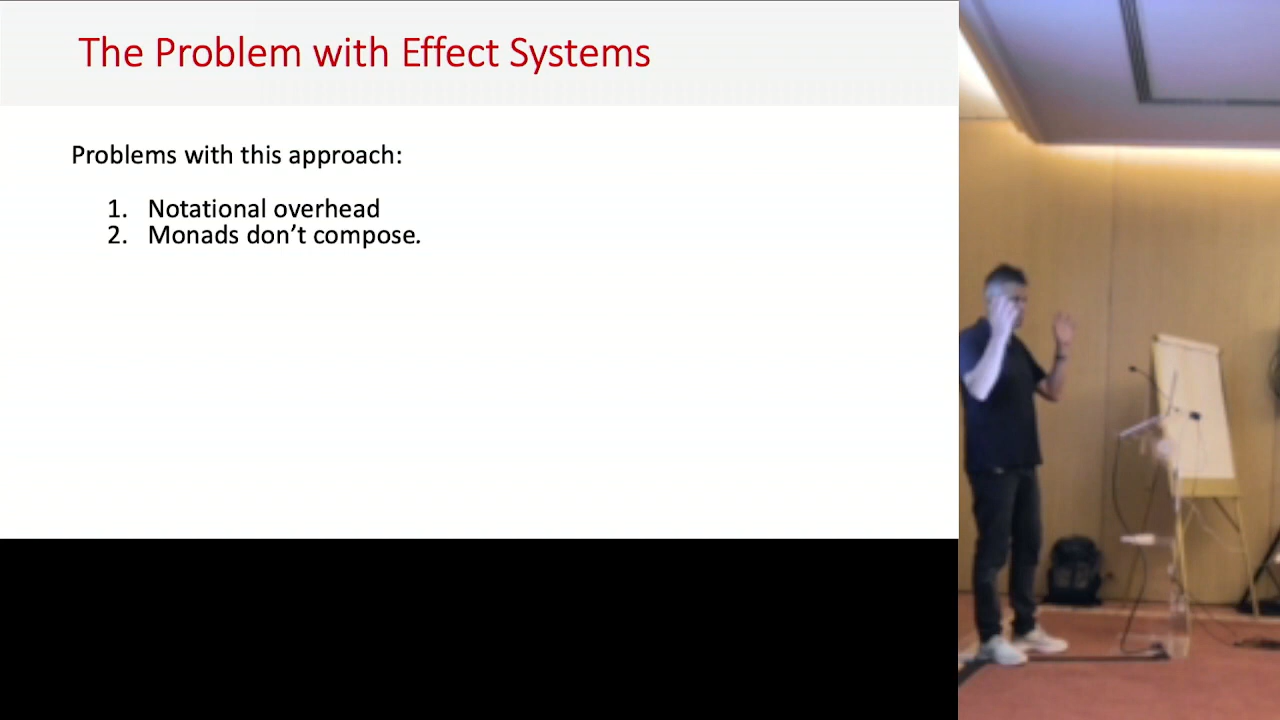 The Problem with Effect Systems
Problems with this approach:
1. Notational overhead
2. Monads don’t compose.